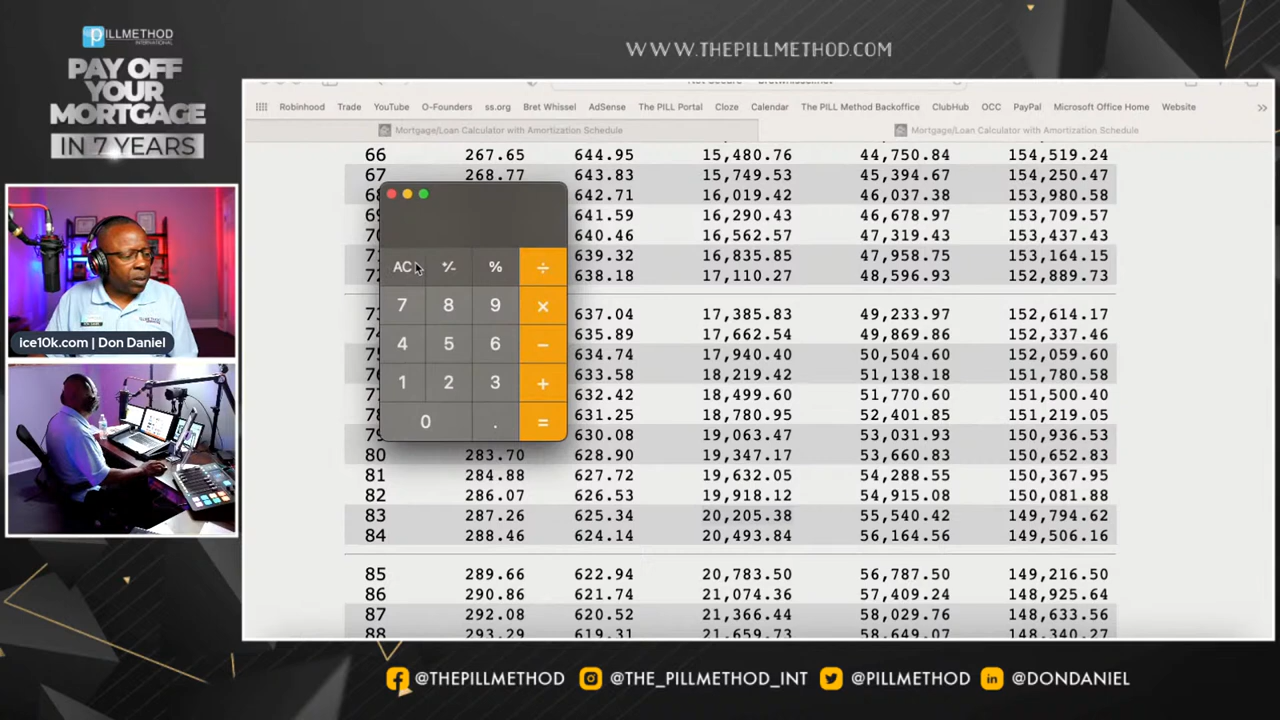 PILLMETHOD
INTERNATIONAL
PAY OFF
YOUR
MORTGAGE
IN 7 YEARS
WWW.THEPILLMETHOD.COM
Robinhood Trade YouTube O-Founders ss.org Bret Whissel AdSense The PILL Portal Cloze Calendar The PILL Method Backoffice ClubHub OCC PayPal Microsoft Office Home Website
Mortgage/Loan Calculator with Amortization Schedule Mortgage/Loan Calculator with Amortization Schedule
66 267.65 644.95 15,480.76 44,750.84 154,519.24
67 268.77 643.83 15,749.53 45,394.67 154,250.47
642.71 16,019.42 46,037.38 153,980.58
641.59 16,290.43 46,678.97 153,709.57
640.46 16,562.57 47,319.43 153,437.43
639.32 16,835.85 47,958.75 153,164.15
638.18 17,110.27 48,596.93 152,889.73
637.04 17,385.83 49,233.97 152,614.17
635.89 17,662.54 49,869.86 152,337.46
634.74 17,940.40 50,504.60 152,059.60
633.58 18,219.42 51,138.18 151,780.58
632.42 18,499.60 51,770.60 151,500.40
631.25 18,780.95 52,401.85 151,219.05
630.08 19,063.47 53,031.93 150,936.53
80 283.70 628.90 19,347.17 53,660.83 150,652.83
81 284.88 627.72 19,632.05 54,288.55 150,367.95
82 286.07 626.53 19,918.12 54,915.08 150,081.88
83 287.26 625.34 20,205.38 55,540.42 149,794.62
84 288.46 624.14 20,493.84 56,164.56 149,506.16
85 289.66 622.94 20,783.50 56,787.50 149,216.50
86 290.86 621.74 21,074.36 57,409.24 148,925.64
87 292.08 620.52 21,366.44 58,029.76 148,633.56
88 293.29 619.31 21,659.73 58,649.07 148,340.27
AC +/- % ÷
7 8 9 ×
4 5 6 −
1 2 3 +
0 . =
ice10k.com | Don Daniel
@THEPILLMETHOD @THE_PILLMETHOD_INT @PILLMETHOD @DONDANIEL